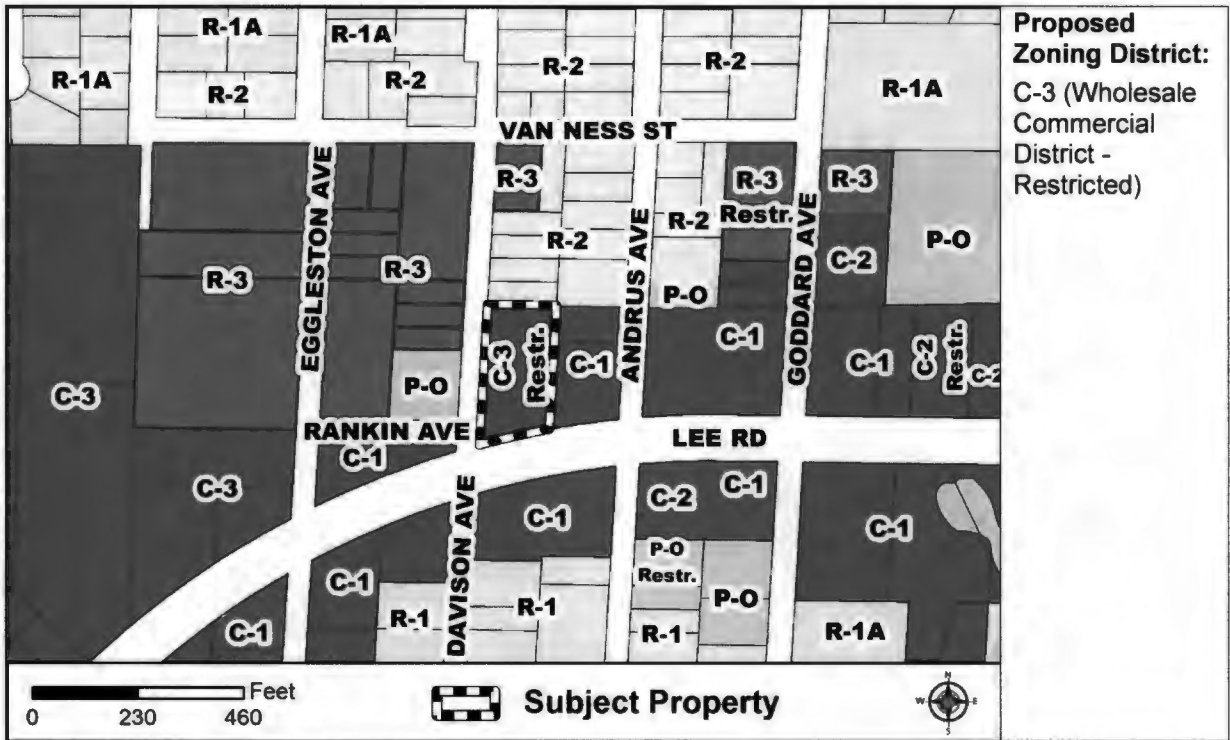 R-1A
R-1A
R-1A
R-2
R-2
R-2
R-2
R-1A
VAN NESS ST
R-3
R-3
Restr.
R-3
R-2
R-2
P-O
C-2
EGGLESTON AVE
R-3
R-3
ANDRUS AVE
GODDARD AVE
P-O
C-3
Restr.
C-1
C-1
C-1
C-2
Restr.
C-2
C-3
P-O
RANKIN AVE
LEE RD
C-1
C-3
C-1
C-2
C-1
C-1
DAVISON AVE
P-O
Restr.
P-O
C-1
R-1
R-1
R-1
R-1A
C-1
Feet
0 230 460
Subject Property
N
W E
S
Proposed
Zoning District:
C-3 (Wholesale
Commercial
District -
Restricted)